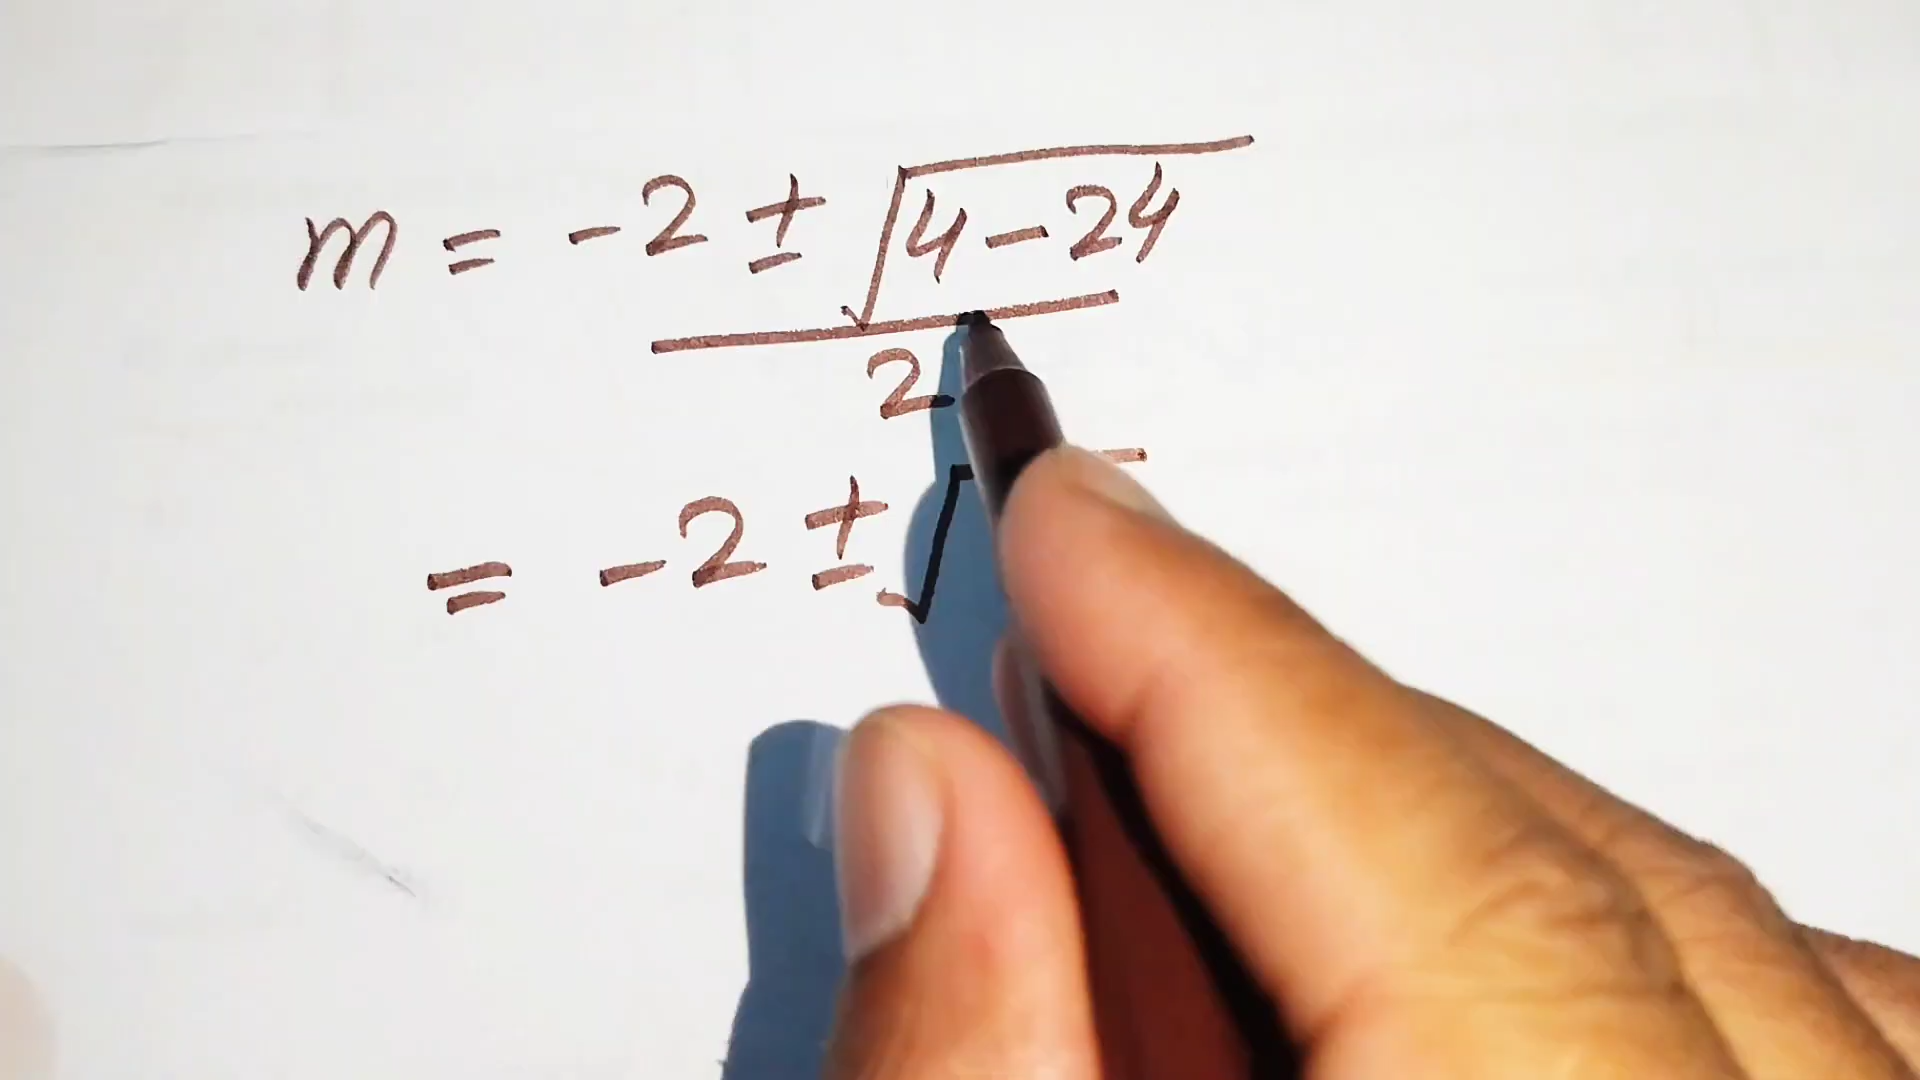 m = -2 ± √4-24
2
= -2 ± √